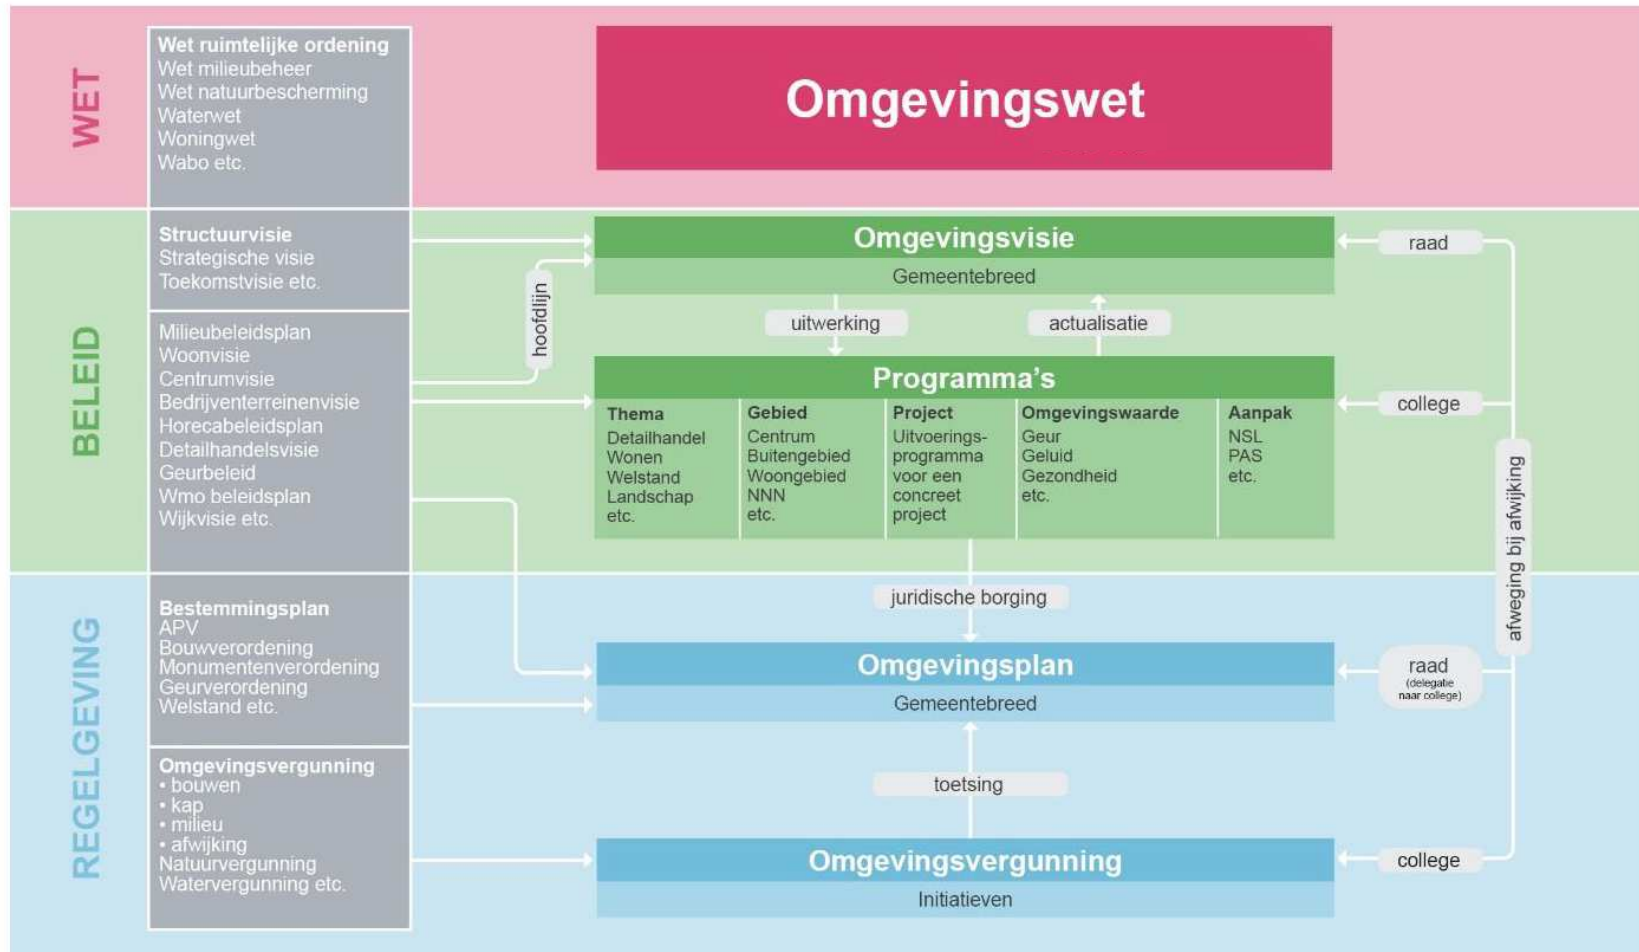 WET
Wet ruimtelijke ordening
Wet milieubeheer
Wet natuurbescherming
Waterwet
Woningwet
Wabo etc.
Omgevingswet
BELEID
Structuurvisie
Strategische visie
Toekomstvisie etc.
Milieubeleidsplan
Woonvisie
Centrumvisie
Bedrijventerreinenvisie
Horecabeleidsplan
Detailhandelsvisie
Geurbeleid
Wmo beleidsplan
Wijkvisie etc.
hoofdlijn
Omgevingsvisie
Gemeentebreed
uitwerking
actualisatie
Programma's
Thema
Detailhandel
Wonen
Welstand
Landschap
etc.
Gebied
Centrum
Buitengebied
Woongebied
NNN
etc.
Project
Uitvoerings-
programma
voor een
concreet
project
Omgevingswaarde
Geur
Geluid
Gezondheid
etc.
Aanpak
NSL
PAS
etc.
raad
college
afweging bij afwijking
REGELGEVING
Bestemmingsplan
APV
Bouwverordening
Monumentenverordening
Geurverordening
Welstand etc.
Omgevingsvergunning
• bouwen
• kap
• milieu
• afwijking
Natuurvergunning
Watervergunning etc.
juridische borging
Omgevingsplan
Gemeentebreed
toetsing
Omgevingsvergunning
Initiatieven
raad
(delegatie
naar college)
college